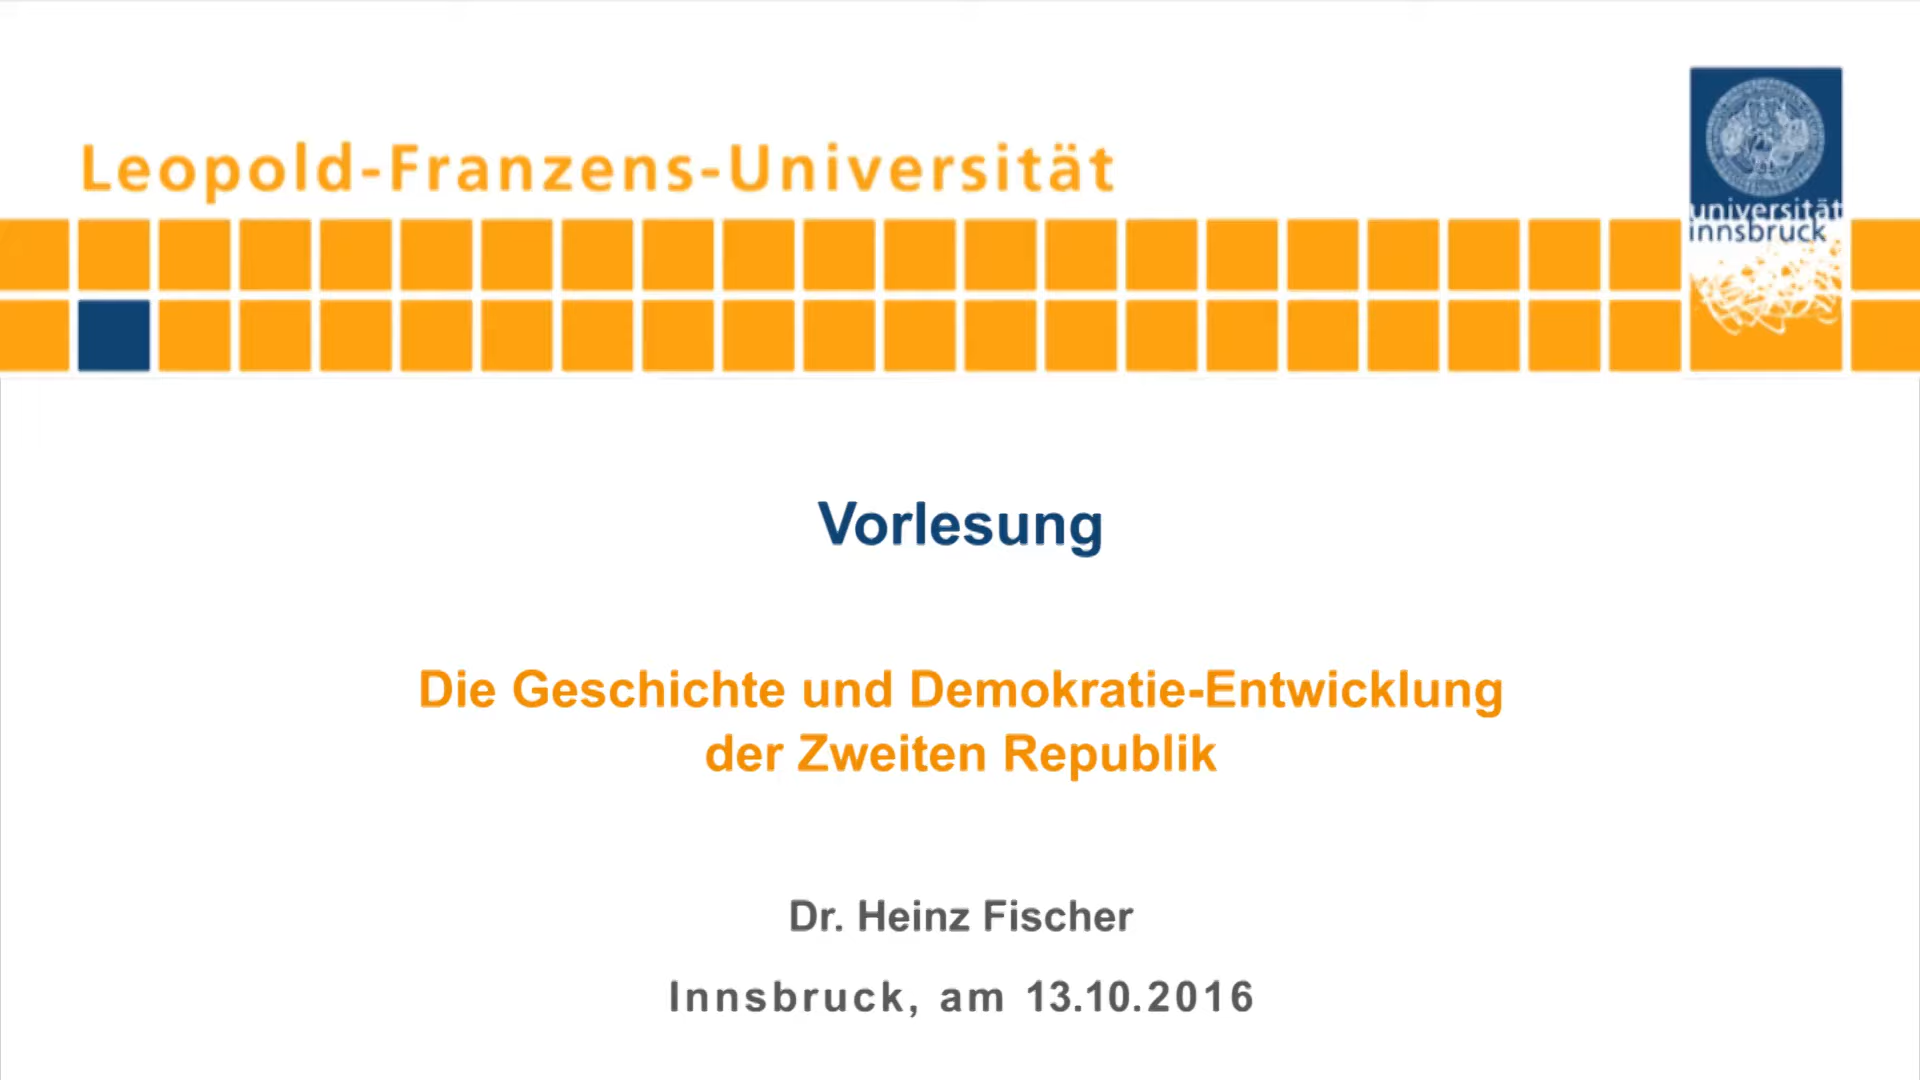 Leopold-Franzens-Universität
universität
innsbruck
Vorlesung
Die Geschichte und Demokratie-Entwicklung
der Zweiten Republik
Dr. Heinz Fischer
Innsbruck, am 13.10.2016